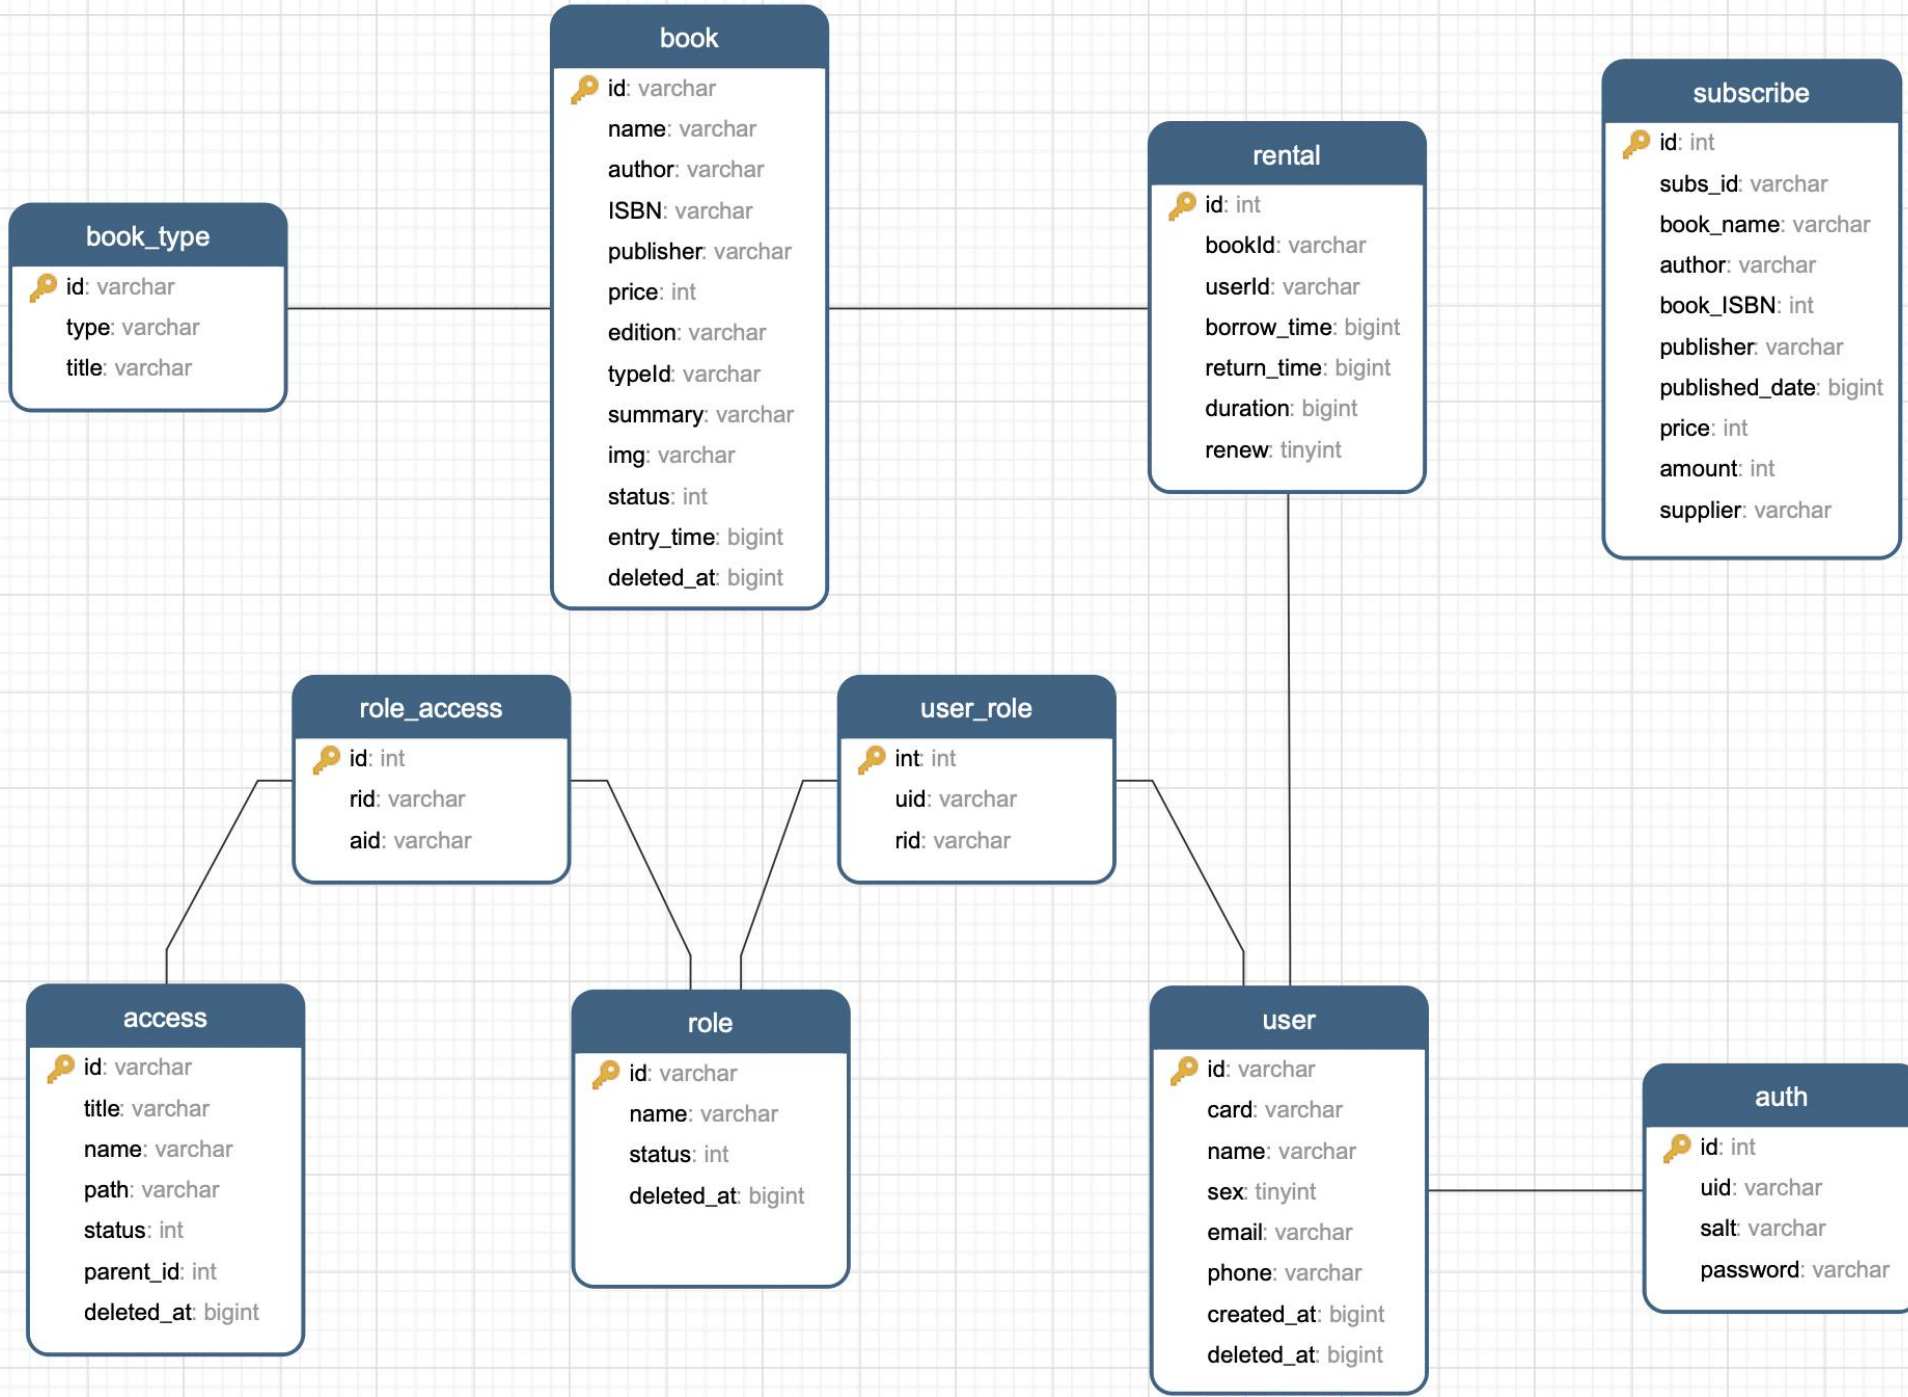 book
id: varchar
name: varchar
author: varchar
ISBN: varchar
publisher: varchar
price: int
edition: varchar
typeId: varchar
summary: varchar
img: varchar
status: int
entry_time: bigint
deleted_at: bigint
subscribe
id: int
subs_id: varchar
book_name: varchar
author: varchar
book_ISBN: int
publisher: varchar
published_date: bigint
price: int
amount: int
supplier: varchar
rental
id: int
bookId: varchar
userId: varchar
borrow_time: bigint
return_time: bigint
duration: bigint
renew: tinyint
book_type
id: varchar
type: varchar
title: varchar
role_access
id: int
rid: varchar
aid: varchar
user_role
int: int
uid: varchar
rid: varchar
access
id: varchar
title: varchar
name: varchar
path: varchar
status: int
parent_id: int
deleted_at: bigint
role
id: varchar
name: varchar
status: int
deleted_at: bigint
user
id: varchar
card: varchar
name: varchar
sex: tinyint
email: varchar
phone: varchar
created_at: bigint
deleted_at: bigint
auth
id: int
uid: varchar
salt: varchar
password: varchar